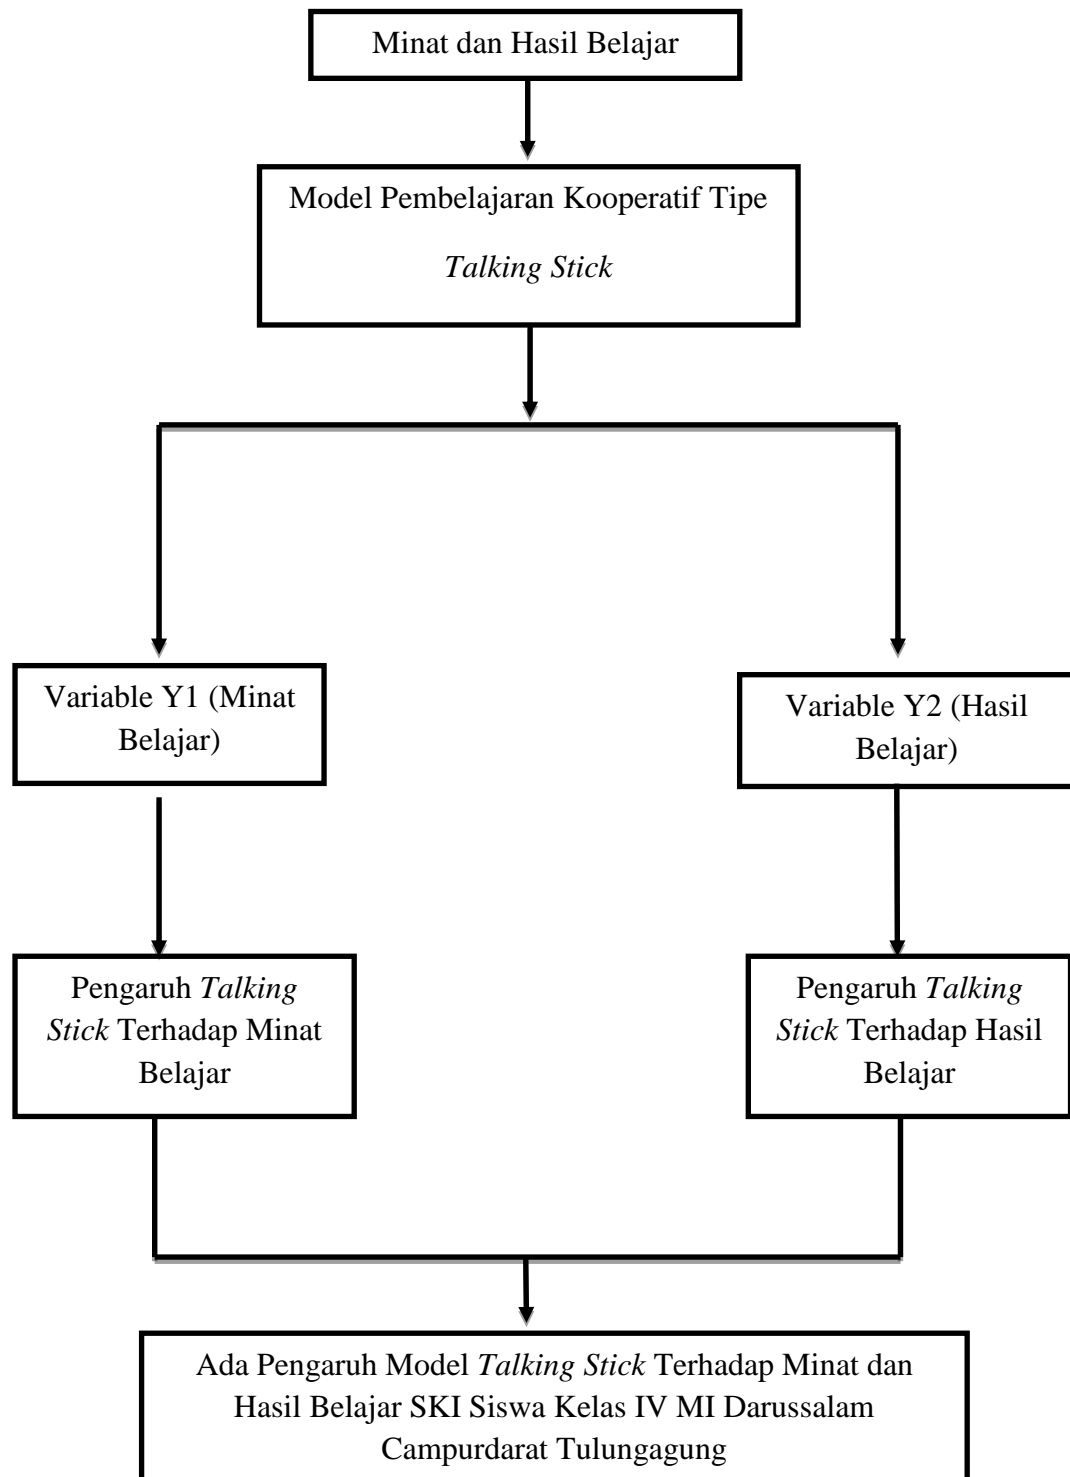 Minat dan Hasil Belajar
Model Pembelajaran Kooperatif Tipe
Talking Stick
Variable Y1 (Minat
Belajar)
Variable Y2 (Hasil
Belajar)
Pengaruh Talking
Stick Terhadap Minat
Belajar
Pengaruh Talking
Stick Terhadap Hasil
Belajar
Ada Pengaruh Model Talking Stick Terhadap Minat dan
Hasil Belajar SKI Siswa Kelas IV MI Darussalam
Campurdarat Tulungagung